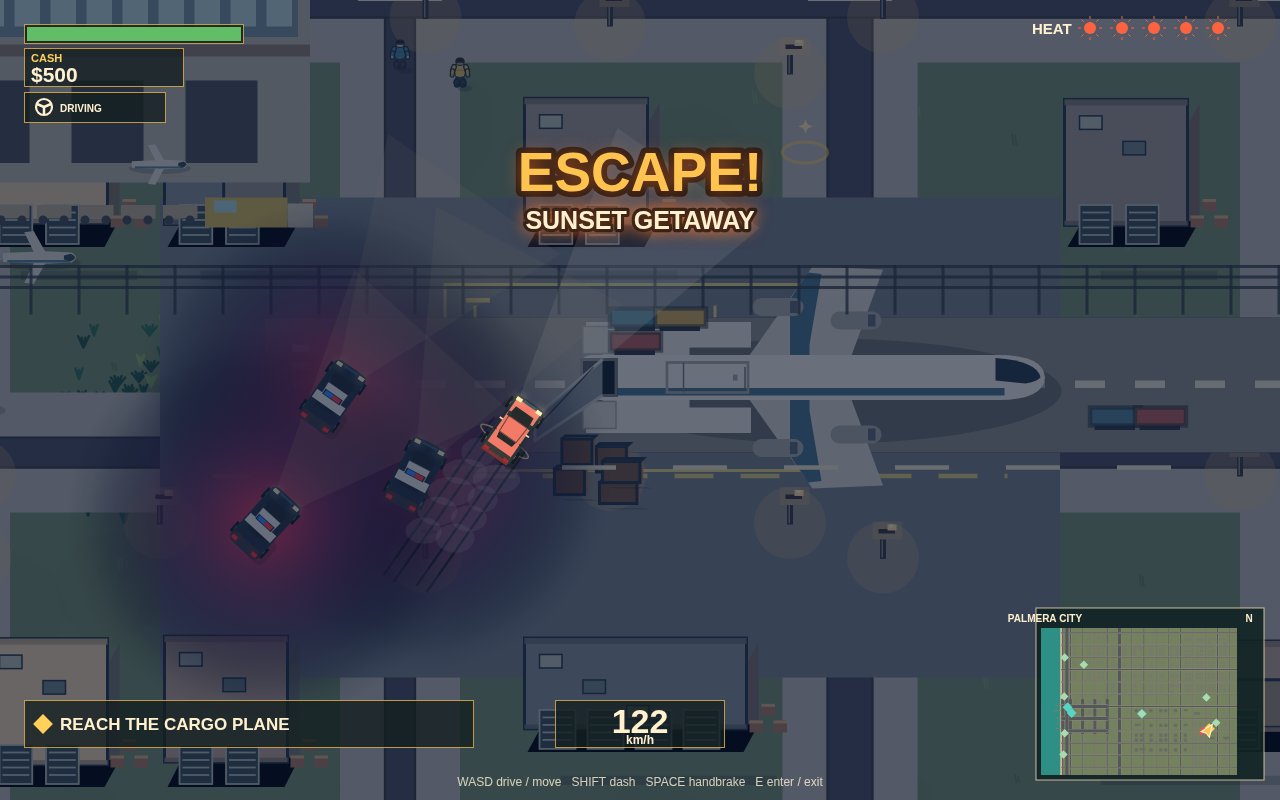 CASH
$500
DRIVING
HEAT
ESCAPE!
SUNSET GETAWAY
REACH THE CARGO PLANE
122
km/h
PALMERA CITY N
WASD drive / move SHIFT dash SPACE handbrake E enter / exit